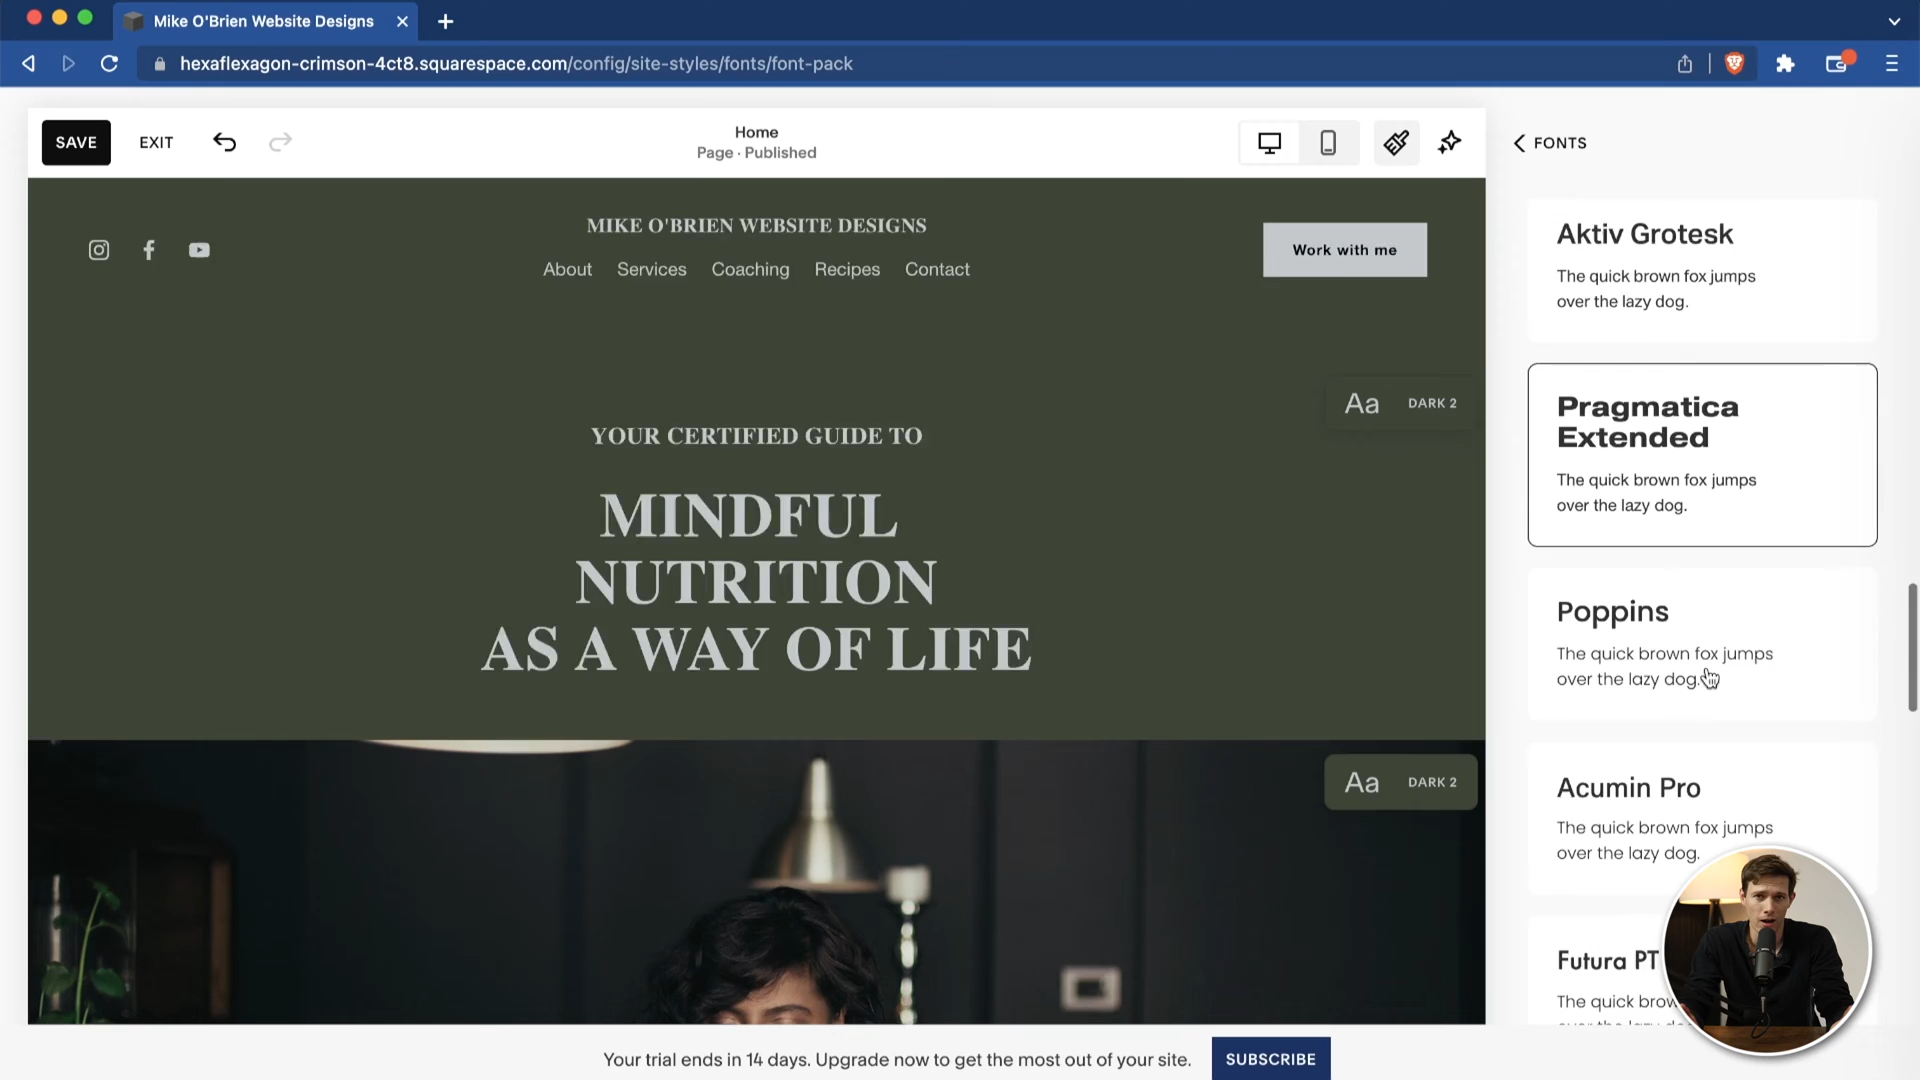 Mike O'Brien Website Designs
hexaflexagon-crimson-4ct8.squarespace.com/config/site-styles/fonts/font-pack
SAVE
EXIT
Home
Page · Published
FONTS
MIKE O'BRIEN WEBSITE DESIGNS
About Services Coaching Recipes Contact
Work with me
Aa DARK 2
YOUR CERTIFIED GUIDE TO
MINDFUL
NUTRITION
AS A WAY OF LIFE
Aa DARK 2
Aktiv Grotesk
The quick brown fox jumps
over the lazy dog.
Pragmatica
Extended
The quick brown fox jumps
over the lazy dog.
Poppins
The quick brown fox jumps
over the lazy dog.
Acumin Pro
The quick brown fox jumps
over the lazy dog.
Futura PT
The quick
Your trial ends in 14 days. Upgrade now to get the most out of your site.
SUBSCRIBE